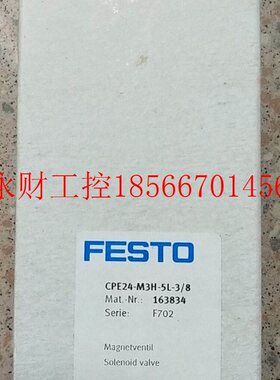 永财工控18566701456
FESTO
CPE24-M3H-5L-3/8
Mat.-Nr.: 163834
Serie: F702
Magnetventil
Solenoid valve